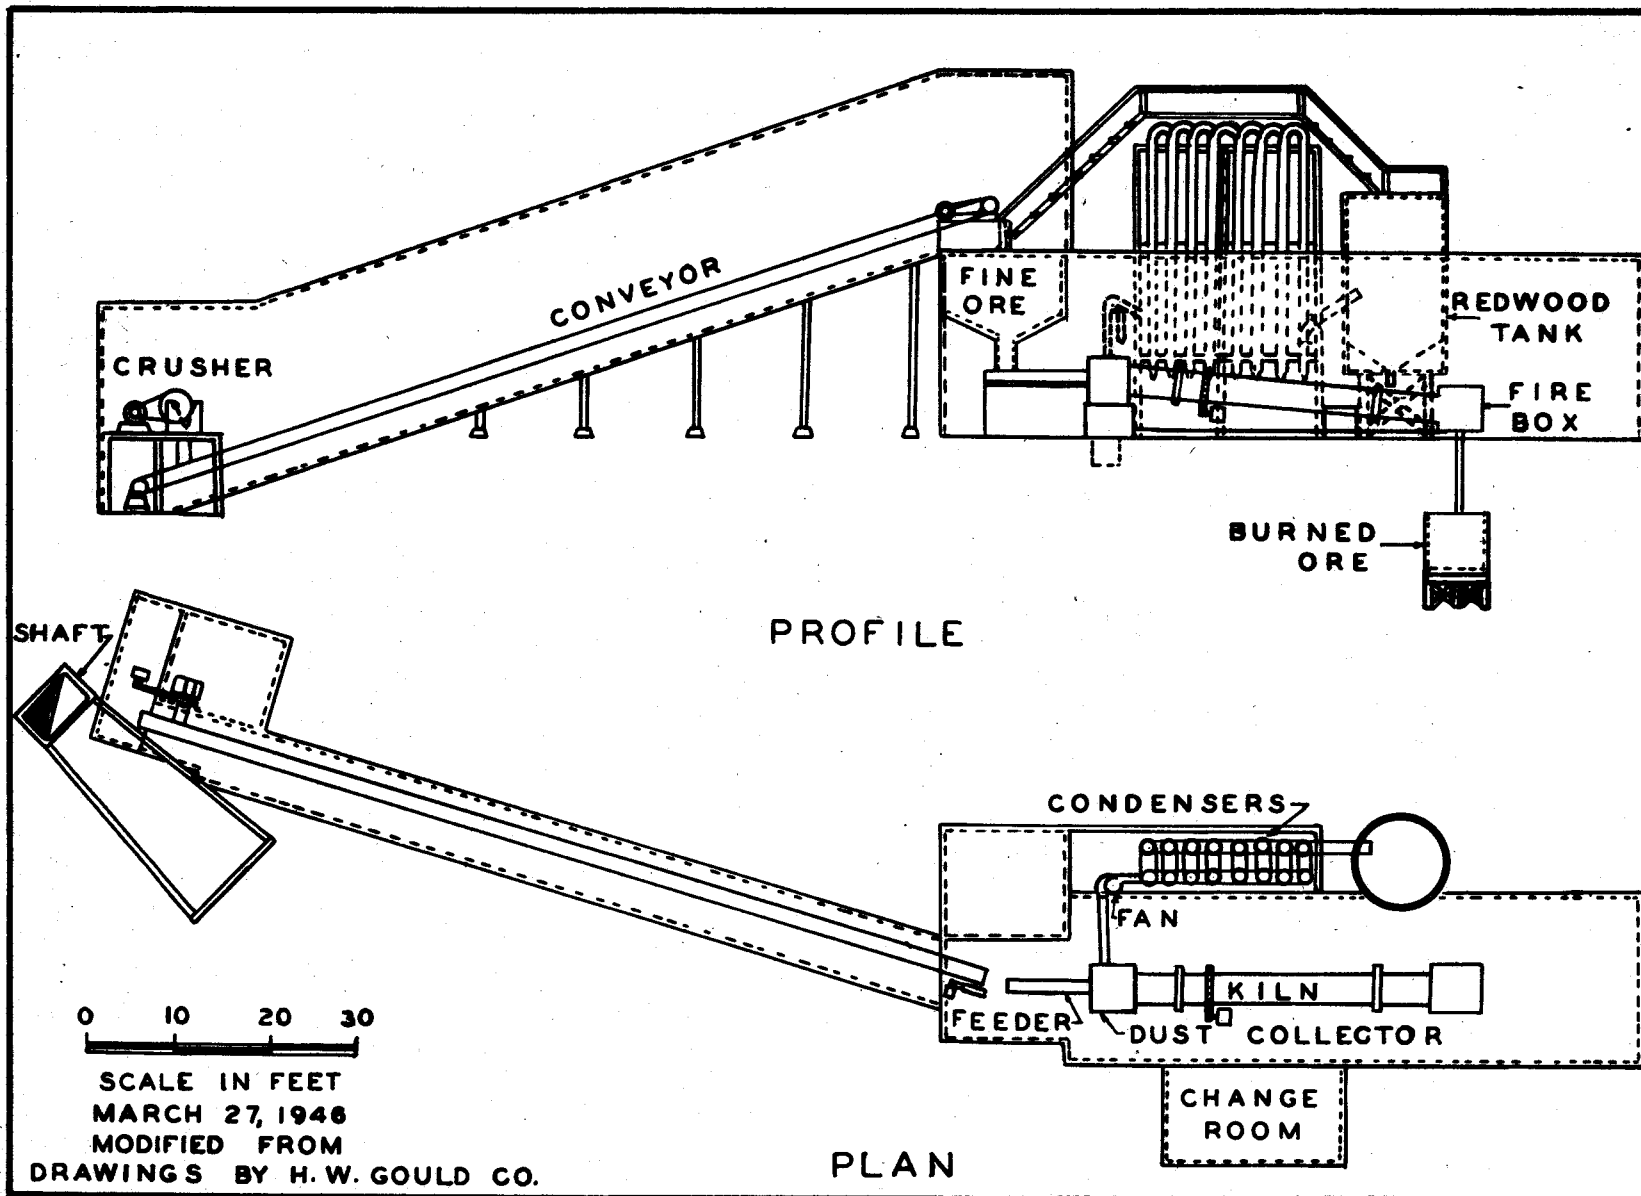 CONVEYOR
FINE
ORE
CRUSHER
REDWOOD
TANK
FIRE
BOX
BURNED
ORE
PROFILE
SHAFT
CONDENSERS
FAN
KILN
FEEDER
DUST COLLECTOR
0 10 20 30
SCALE IN FEET
MARCH 27, 1946
MODIFIED FROM
DRAWINGS BY H. W. GOULD CO.
CHANGE
ROOM
PLAN